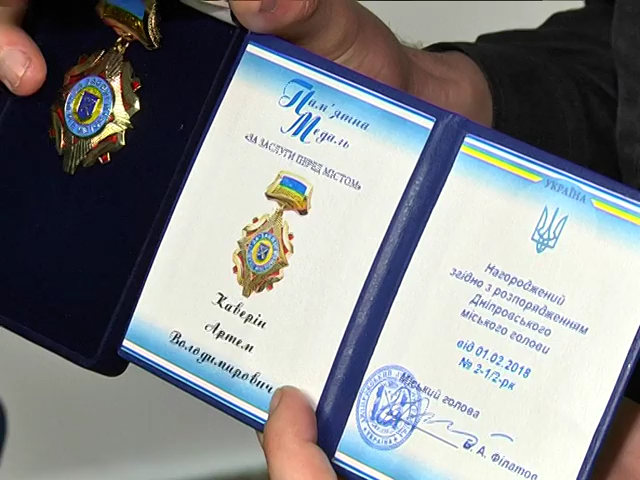 Пам'ятна
Медаль
«ЗА ЗАСЛУГИ ПЕРЕД МІСТОМ»
Каверін
Артем
Володимирович
УКРАЇНА
Нагороджений
згідно з розпорядженням
Дніпровського
міського голови
від 01.02.2018
№ 2-1/2-рк
Міський голова
Б. А. Філатов
УКРАЇНА